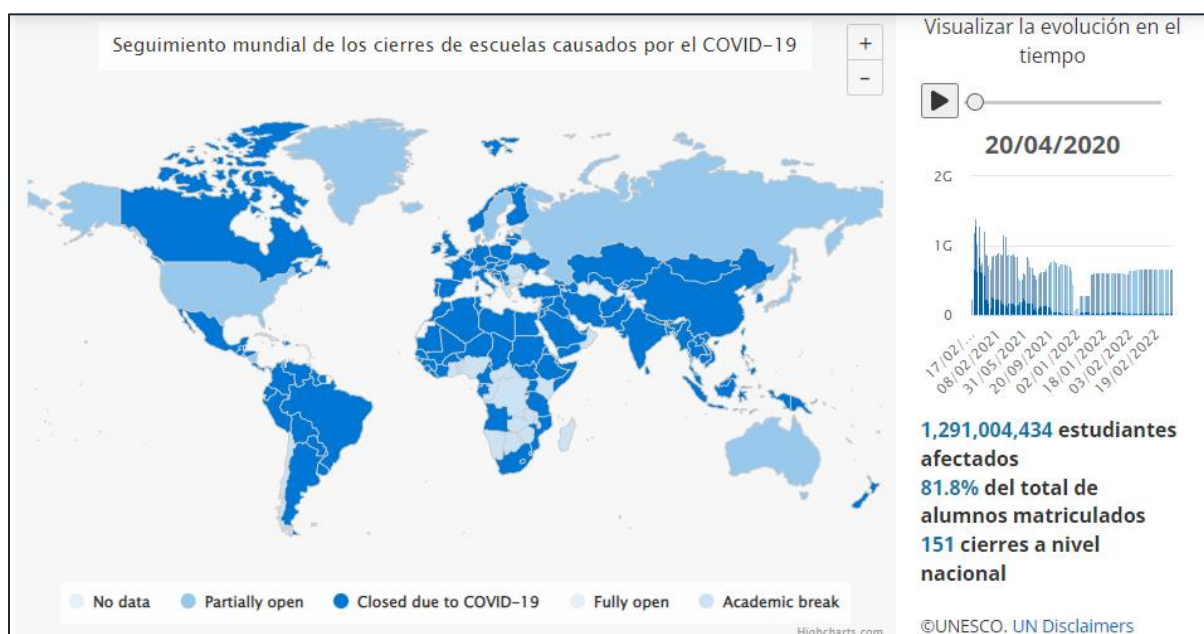 Seguimiento mundial de los cierres de escuelas causados por el COVID-19
+
−
No data
Partially open
Closed due to COVID-19
Fully open
Academic break
Highcharts.com
Visualizar la evolución en el
tiempo
20/04/2020
2G
1G
0
17/02/...
08/02/2021
31/05/2021
20/09/2021
02/01/2022
18/01/2022
03/02/2022
19/02/2022
1,291,004,434 estudiantes
afectados
81.8% del total de
alumnos matriculados
151 cierres a nivel
nacional
©UNESCO. UN Disclaimers